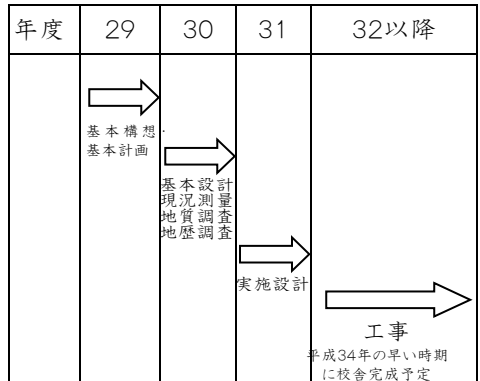 年度 29 30 31 32以降
基本構想・
基本計画
基本設計
現況測量
地質調査
地歴調査
実施設計
工事
平成34年の早い時期
に校舎完成予定